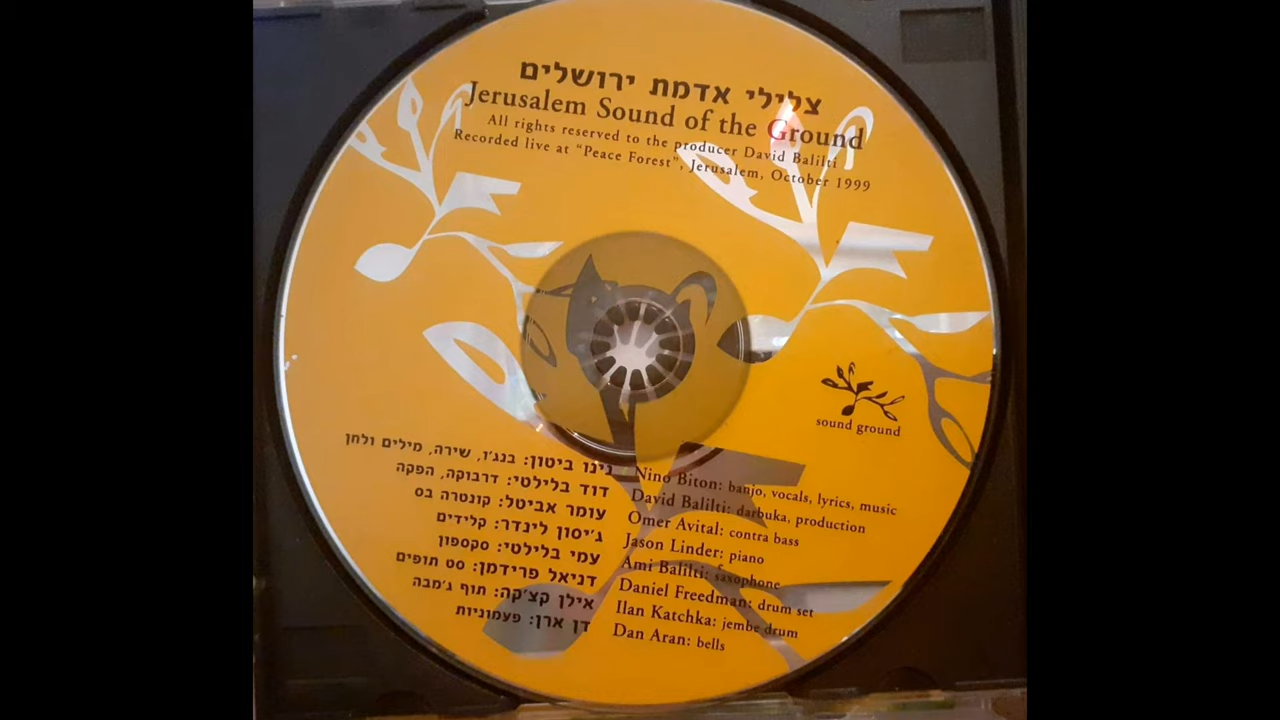 צלילי אדמת ירושלים
Jerusalem Sound of the Ground
All rights reserved to the producer David Balilti
Recorded live at "Peace Forest", Jerusalem, October 1999
sound ground
נינו ביטון: בנג'ו, שירה, מילים ולחן
דוד בלילטי: דרבוקה, הפקה
עומר אביטל: קונטרה בס
ג'יסון לינדר: קלידים
עמי בלילטי: סקספון
דניאל פרידמן: סט תופים
אילן קצ'קה: תוף ג'מבה
דן ארן: פעמוניות
Nino Biton: banjo, vocals, lyrics, music
David Balilti: darbuka, production
Omer Avital: contra bass
Jason Linder: piano
Ami Balilti: saxophone
Daniel Freedman: drum set
Ilan Katchka: jembe drum
Dan Aran: bells